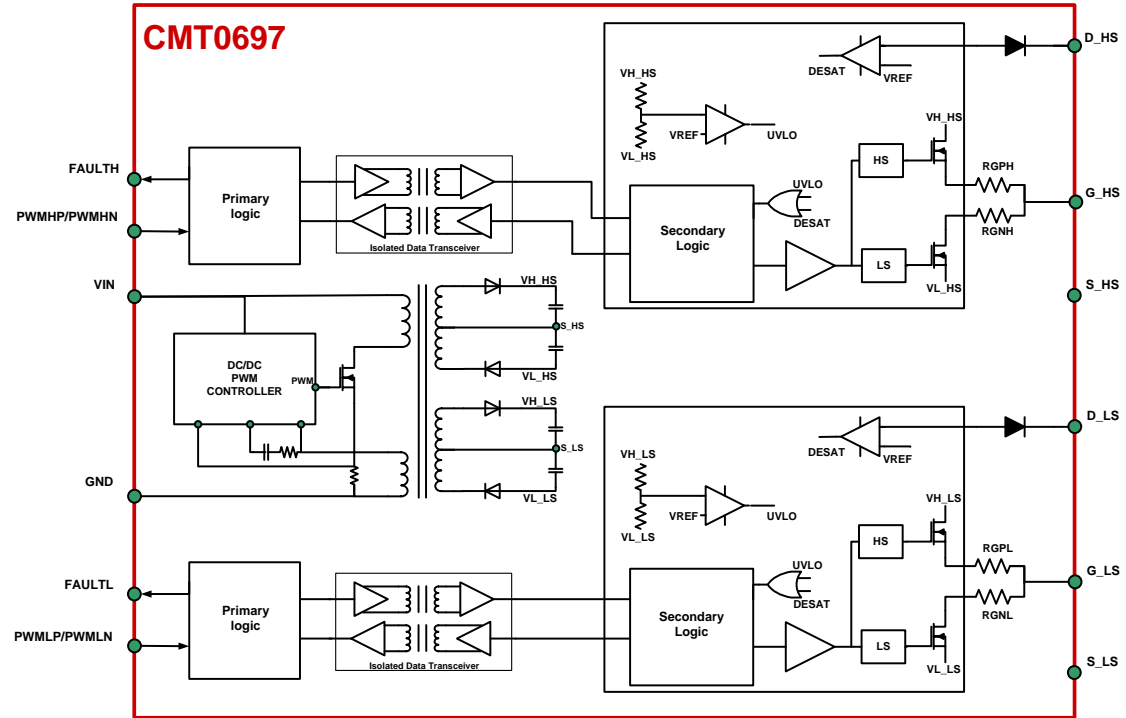 CMT0697
D_HS
DESAT
VREF
VH_HS
VREF
UVLO
VL_HS
VH_HS
HS
RGPH
G_HS
RGNH
LS
VL_HS
S_HS
UVLO
DESAT
Secondary
Logic
FAULTH
PWMHP/PWMHN
Primary
logic
Isolated Data Transceiver
VIN
DC/DC
PWM
CONTROLLER
PWM
VH_HS
S_HS
VL_HS
VH_LS
S_LS
VL_LS
GND
D_LS
DESAT
VREF
VH_LS
VREF
UVLO
VL_LS
VH_LS
HS
RGPL
G_LS
RGNL
LS
VL_LS
S_LS
UVLO
DESAT
Secondary
Logic
FAULTL
PWMLP/PWMLN
Primary
logic
Isolated Data Transceiver